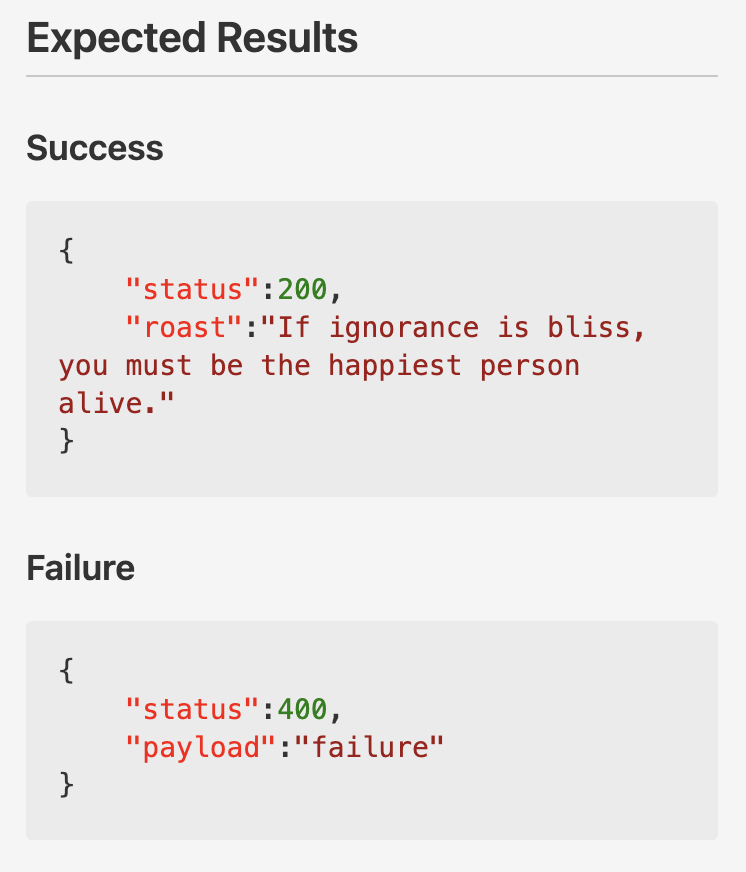 Expected Results
Success
{
"status":200,
"roast":"If ignorance is bliss,
you must be the happiest person
alive."
}
Failure
{
"status":400,
"payload":"failure"
}